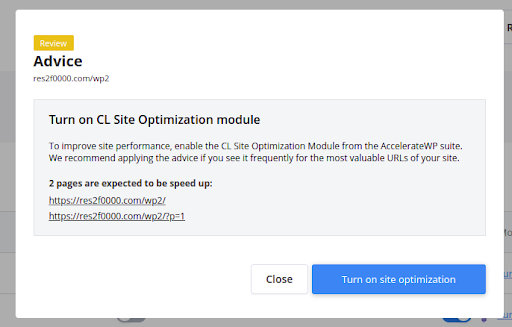 Review
Advice
res2f0000.com/wp2
Turn on CL Site Optimization module
To improve site performance, enable the CL Site Optimization Module from the AccelerateWP suite.
We recommend applying the advice if you see it frequently for the most valuable URLs of your site.
2 pages are expected to be speed up:
https://res2f0000.com/wp2/
https://res2f0000.com/wp2/?p=1
Close
Turn on site optimization